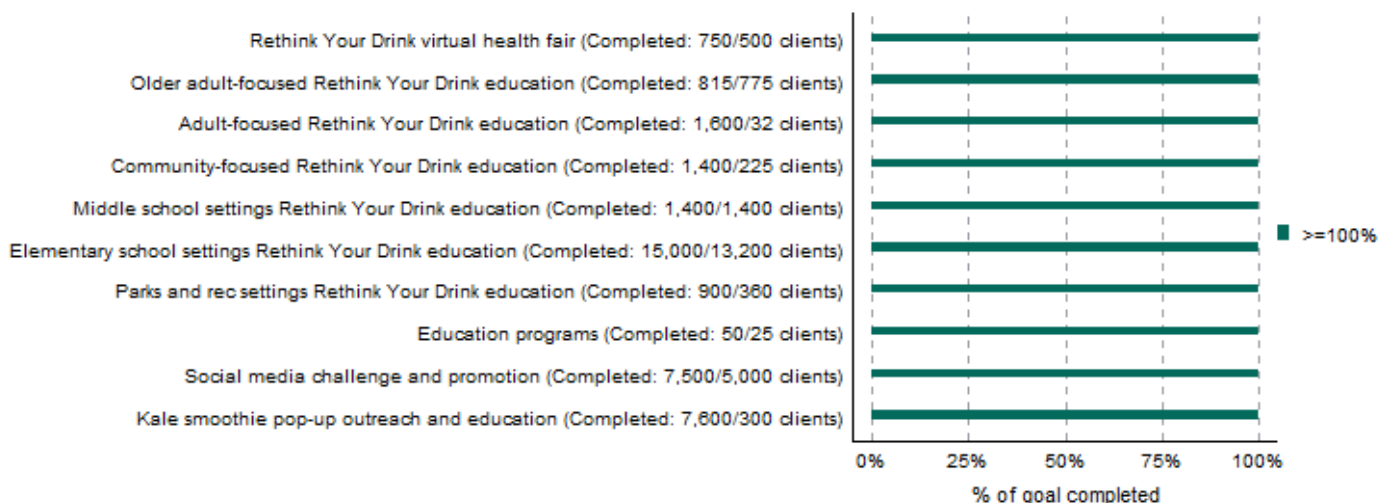 Rethink Your Drink virtual health fair (Completed: 750/500 clients)
Older adult-focused Rethink Your Drink education (Completed: 815/775 clients)
Adult-focused Rethink Your Drink education (Completed: 1,600/32 clients)
Community-focused Rethink Your Drink education (Completed: 1,400/225 clients)
Middle school settings Rethink Your Drink education (Completed: 1,400/1,400 clients)
Elementary school settings Rethink Your Drink education (Completed: 15,000/13,200 clients)
Parks and rec settings Rethink Your Drink education (Completed: 900/360 clients)
Education programs (Completed: 50/25 clients)
Social media challenge and promotion (Completed: 7,500/5,000 clients)
Kale smoothie pop-up outreach and education (Completed: 7,600/300 clients)
>=100%
0% 25% 50% 75% 100%
% of goal completed